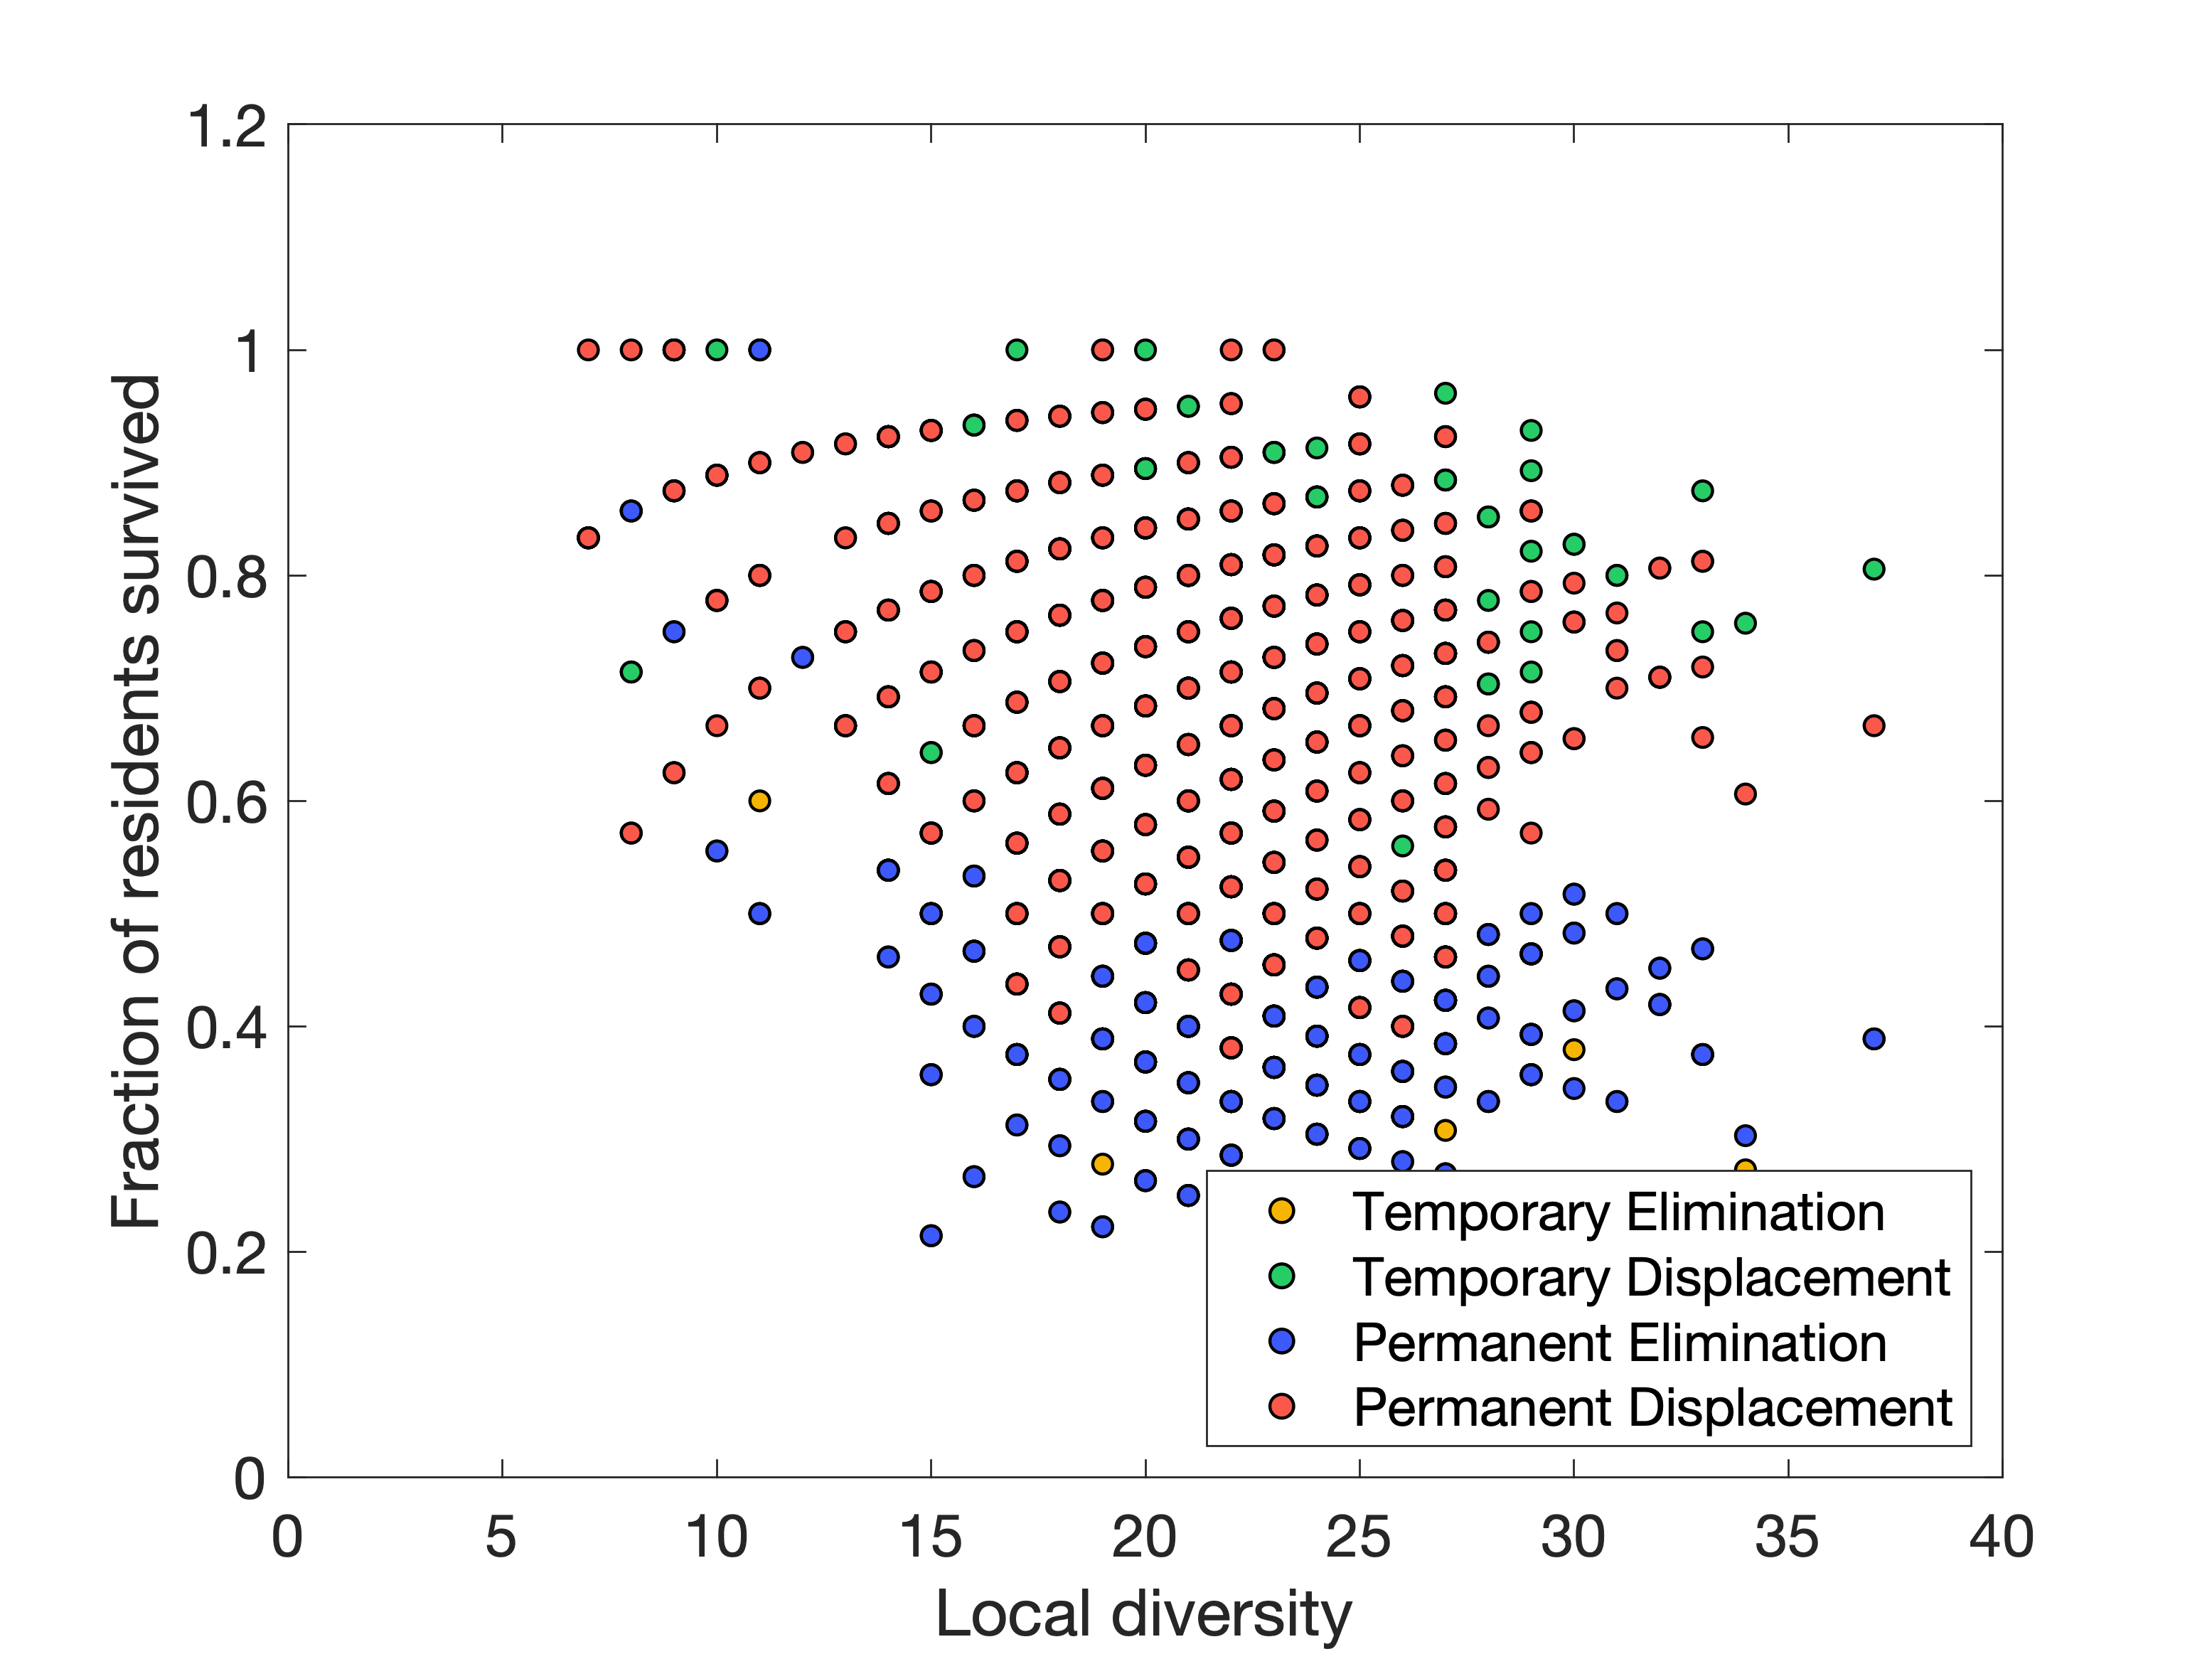 Fraction of residents survived
1.2
1
0.8
0.6
0.4
0.2
0
Temporary Elimination
Temporary Displacement
Permanent Elimination
Permanent Displacement
0 5 10 15 20 25 30 35 40
Local diversity